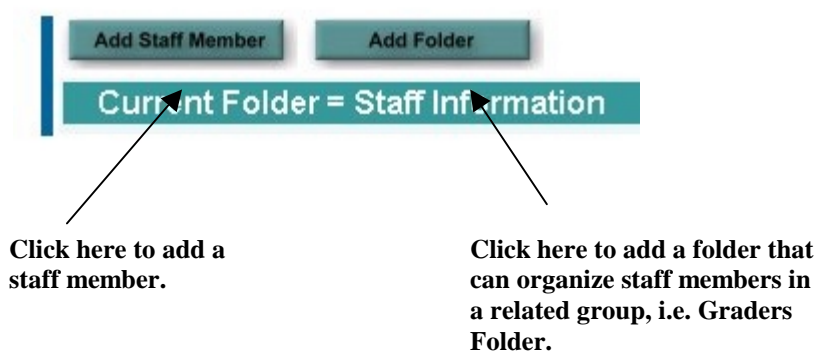 Add Staff Member Add Folder
Current Folder = Staff Information
Click here to add a
staff member.
Click here to add a folder that
can organize staff members in
a related group, i.e. Graders
Folder.